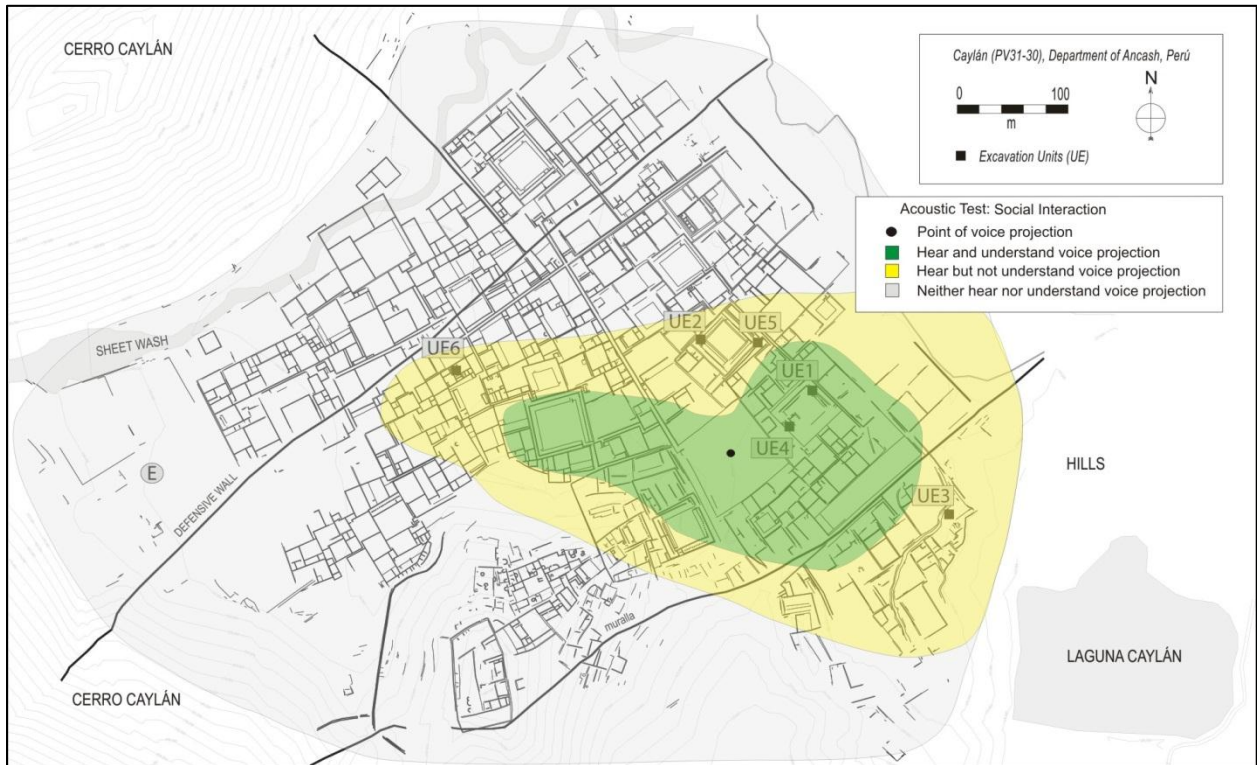 CERRO CAYLÁN
Caylán (PV31-30), Department of Ancash, Perú
0 100
m
N
Excavation Units (UE)
Acoustic Test: Social Interaction
Point of voice projection
Hear and understand voice projection
Hear but not understand voice projection
Neither hear nor understand voice projection
SHEET WASH
UE2
UE5
UE6
UE1
UE4
E
DEFENSIVE WALL
HILLS
UE3
muralla
LAGUNA CAYLÁN
CERRO CAYLÁN